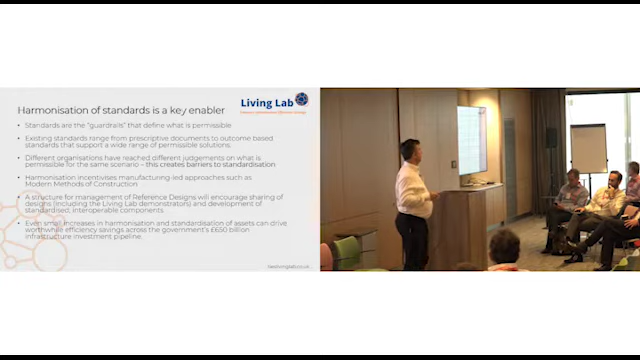 Living Lab
Harmonisation of standards is a key enabler
• Standards are the "guardrails" that define what is permissible
• Existing standards range from prescriptive documents to outcome based
standards that support a wide range of permissible solutions.
• Different organisations have reached different judgements on what is
permissible for the same scenario – this creates barriers to standardisation
• Harmonisation incentivises manufacturing-led approaches such as
Modern Methods of Construction
• A structure for management of Reference Designs will encourage sharing of
designs (including the Living Lab demonstrators) and development of
standardised, interoperable components.
• Even small increases in harmonisation and standardisation of assets can drive
worthwhile efficiency savings across the government's £650 billion
infrastructure investment pipeline.